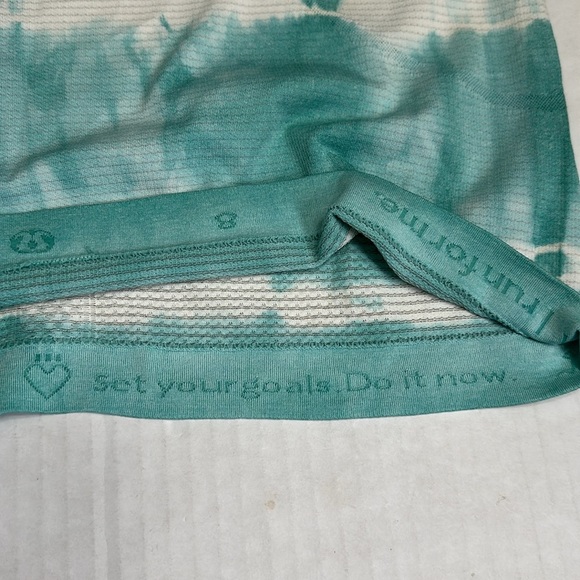 8
I run for me.
Set your goals. Do it now.